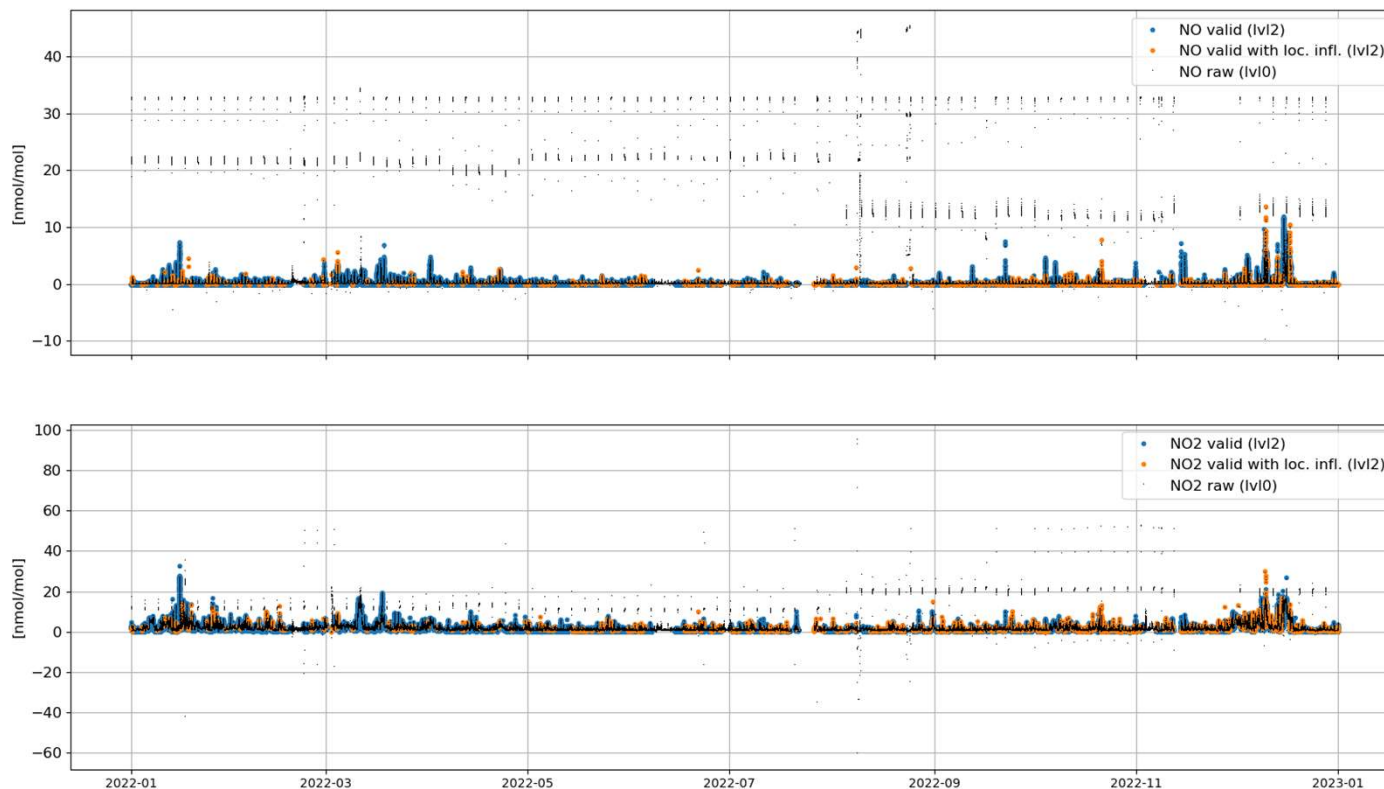 NO valid (lvl2)
NO valid with loc. infl. (lvl2)
NO raw (lvl0)
[nmol/mol]
40
30
20
10
0
−10
NO2 valid (lvl2)
NO2 valid with loc. infl. (lvl2)
NO2 raw (lvl0)
[nmol/mol]
100
80
60
40
20
0
−20
−40
−60
2022-01 2022-03 2022-05 2022-07 2022-09 2022-11 2023-01